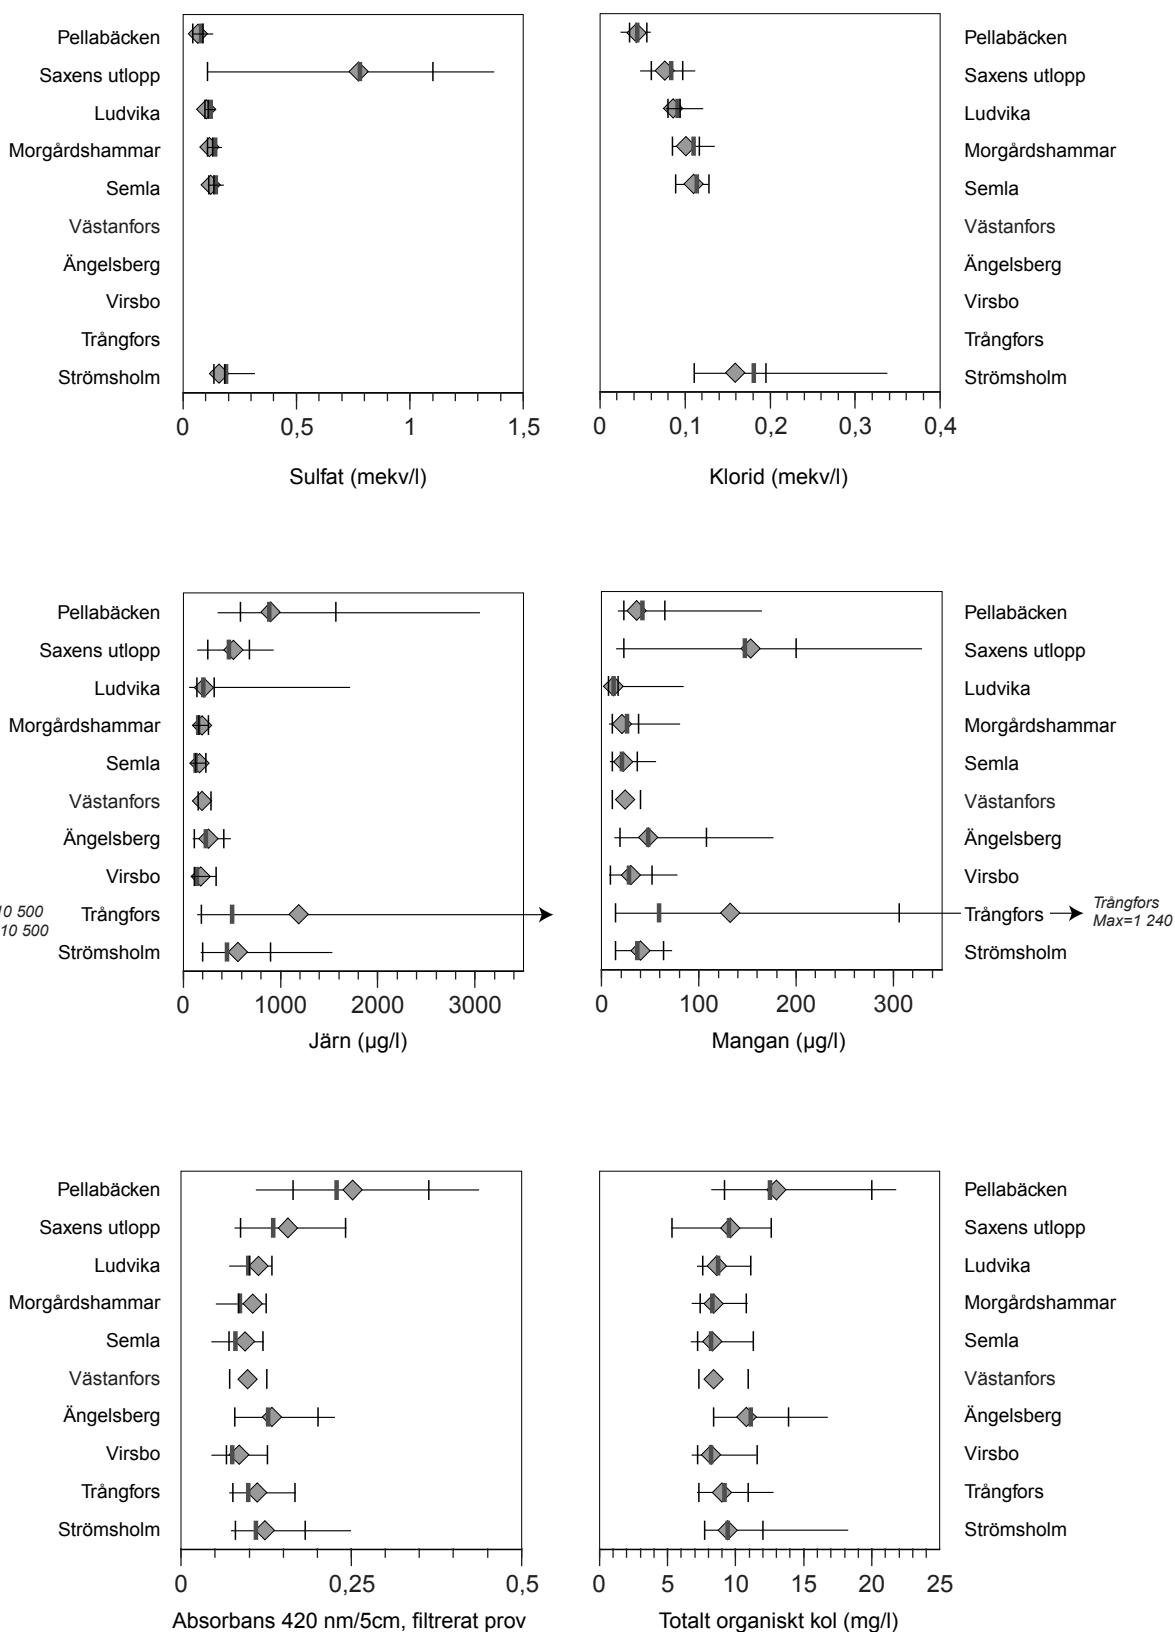 Pellabäcken
Saxens utlopp
Ludvika
Morgårdshammar
Semla
Västanfors
Ängelsberg
Virsbo
Trångfors
Strömsholm
0 0,5 1 1,5
Sulfat (mekv/l)
Pellabäcken
Saxens utlopp
Ludvika
Morgårdshammar
Semla
Västanfors
Ängelsberg
Virsbo
Trångfors
Strömsholm
0 0,1 0,2 0,3 0,4
Klorid (mekv/l)
Pellabäcken
Saxens utlopp
Ludvika
Morgårdshammar
Semla
Västanfors
Ängelsberg
Virsbo
Trångfors
Strömsholm
10 500
10 500
0 1000 2000 3000
Järn (µg/l)
Pellabäcken
Saxens utlopp
Ludvika
Morgårdshammar
Semla
Västanfors
Ängelsberg
Virsbo
Trångfors
Strömsholm
Trångfors
Max=1 240
0 100 200 300
Mangan (µg/l)
Pellabäcken
Saxens utlopp
Ludvika
Morgårdshammar
Semla
Västanfors
Ängelsberg
Virsbo
Trångfors
Strömsholm
0 0,25 0,5
Absorbans 420 nm/5cm, filtrerat prov
Pellabäcken
Saxens utlopp
Ludvika
Morgårdshammar
Semla
Västanfors
Ängelsberg
Virsbo
Trångfors
Strömsholm
0 5 10 15 20 25
Totalt organiskt kol (mg/l)